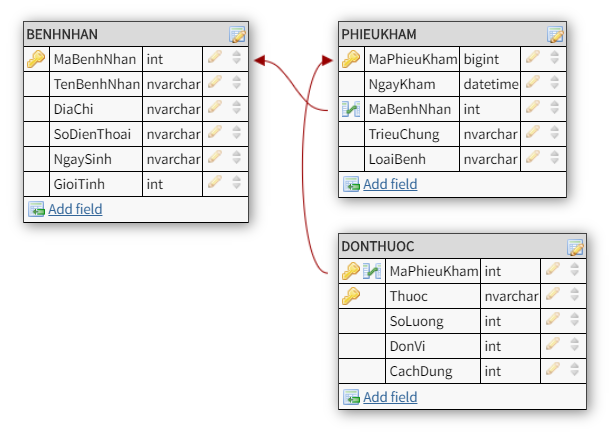 BENHNHAN
MaBenhNhan int
TenBenhNhan nvarchar
DiaChi nvarchar
SoDienThoai nvarchar
NgaySinh nvarchar
GioiTinh int
Add field
PHIEUKHAM
MaPhieuKham bigint
NgayKham datetime
MaBenhNhan int
TrieuChung nvarchar
LoaiBenh nvarchar
Add field
DONTHUOC
MaPhieuKham int
Thuoc nvarchar
SoLuong int
DonVi int
CachDung int
Add field